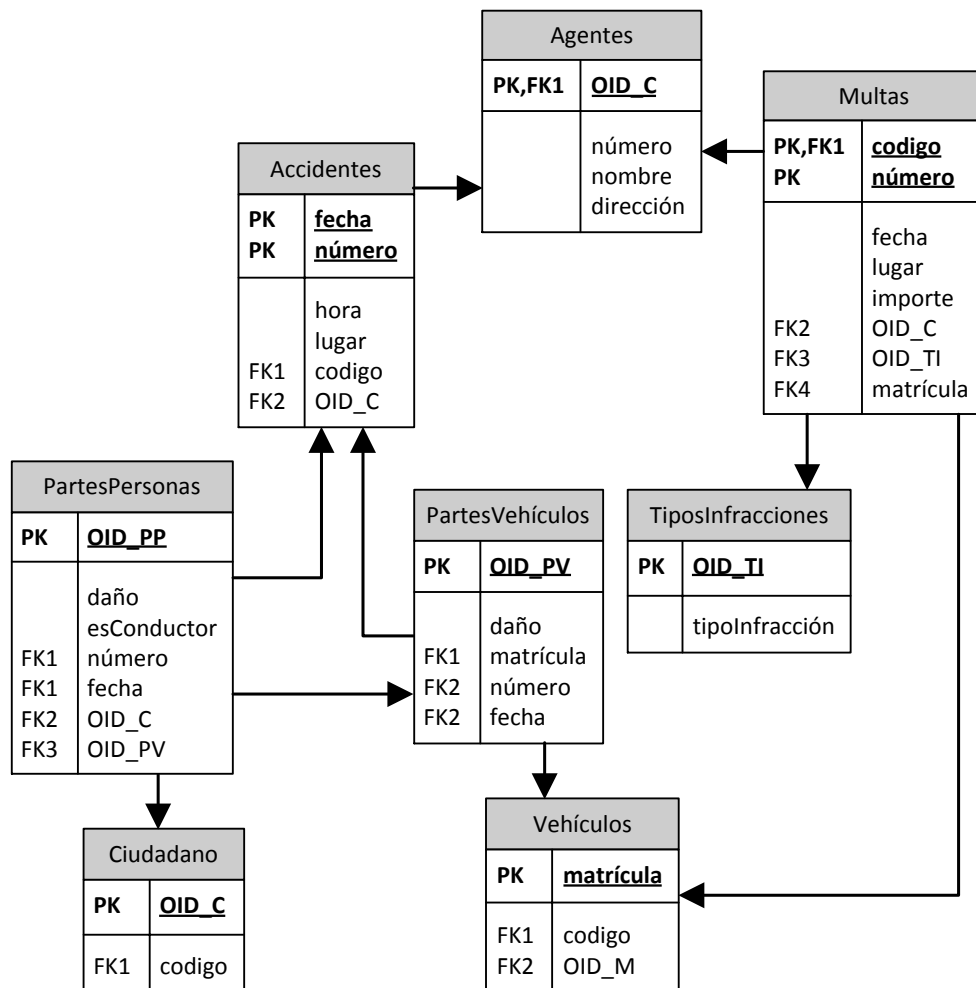 Agentes
PK,FK1 OID_C
número
nombre
dirección
Multas
PK,FK1 codigo
PK número
fecha
lugar
importe
FK2 OID_C
FK3 OID_TI
FK4 matrícula
Accidentes
PK fecha
PK número
hora
lugar
FK1 codigo
FK2 OID_C
PartesPersonas
PK OID_PP
daño
esConductor
FK1 número
FK1 fecha
FK2 OID_C
FK3 OID_PV
PartesVehículos
PK OID_PV
daño
FK1 matrícula
FK2 número
FK2 fecha
TiposInfracciones
PK OID_TI
tipoInfracción
Ciudadano
PK OID_C
FK1 codigo
Vehículos
PK matrícula
FK1 codigo
FK2 OID_M